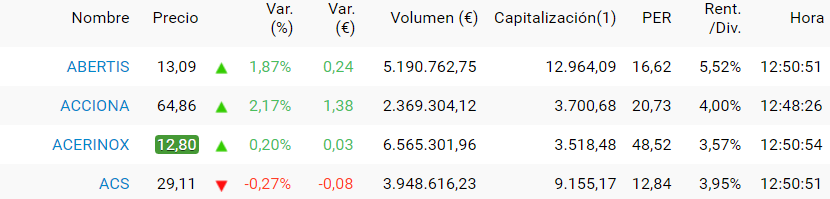 Nombre Precio Var. (%) Var. (€) Volumen (€) Capitalización(1) PER Rent. /Div. Hora
ABERTIS 13,09 1,87% 0,24 5.190.762,75 12.964,09 16,62 5,52% 12:50:51
ACCIONA 64,86 2,17% 1,38 2.369.304,12 3.700,68 20,73 4,00% 12:48:26
ACERINOX 12,80 0,20% 0,03 6.565.301,96 3.518,48 48,52 3,57% 12:50:54
ACS 29,11 -0,27% -0,08 3.948.616,23 9.155,17 12,84 3,95% 12:50:51